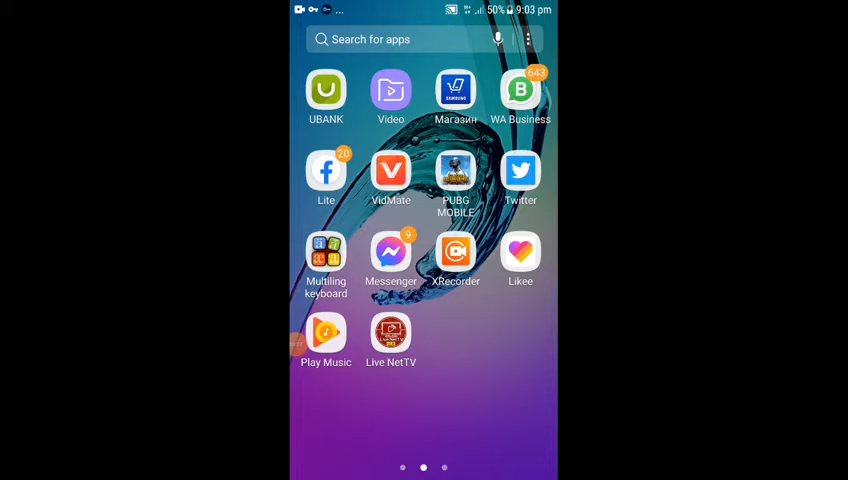 ... 50% 9:03 pm
Search for apps
643
UBANK Video Магазин WA Business
SAMSUNG
20
Lite VidMate PUBG MOBILE Twitter
9
Multiling keyboard Messenger XRecorder Likee
Play Music Live NetTV